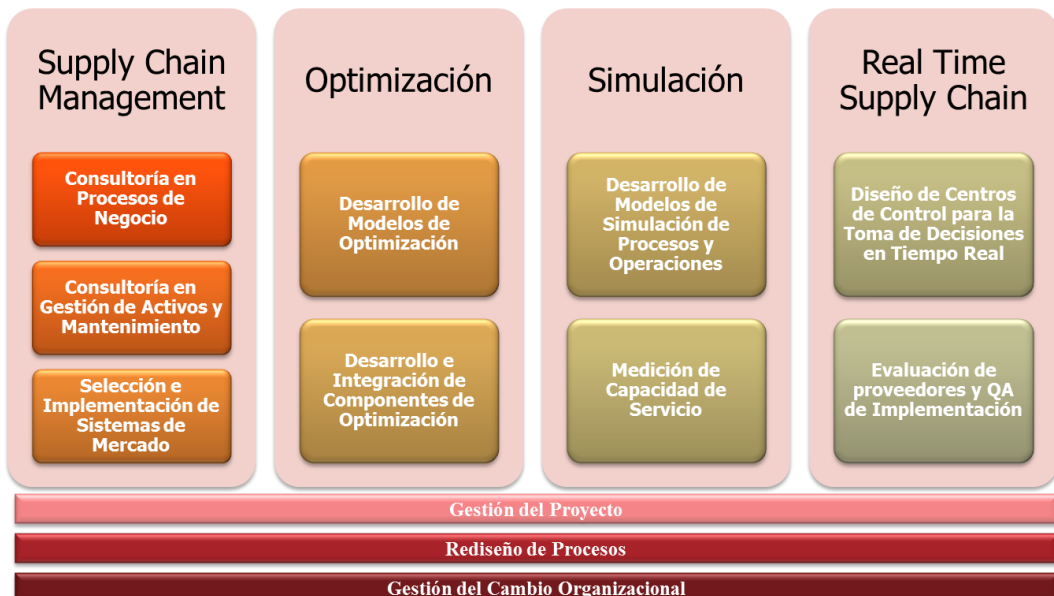 Supply Chain
Management
Consultoría en
Procesos de
Negocio
Consultoría en
Gestión de Activos y
Mantenimiento
Selección e
Implementación de
Sistemas de
Mercado
Optimización
Desarrollo de
Modelos de
Optimización
Desarrollo e
Integración de
Componentes de
Optimización
Simulación
Desarrollo de
Modelos de
Simulación de
Procesos y
Operaciones
Medición de
Capacidad de
Servicio
Real Time
Supply Chain
Diseño de Centros
de Control para la
Toma de Decisiones
en Tiempo Real
Evaluación de
proveedores y QA
de Implementación
Gestión del Proyecto
Rediseño de Procesos
Gestión del Cambio Organizacional